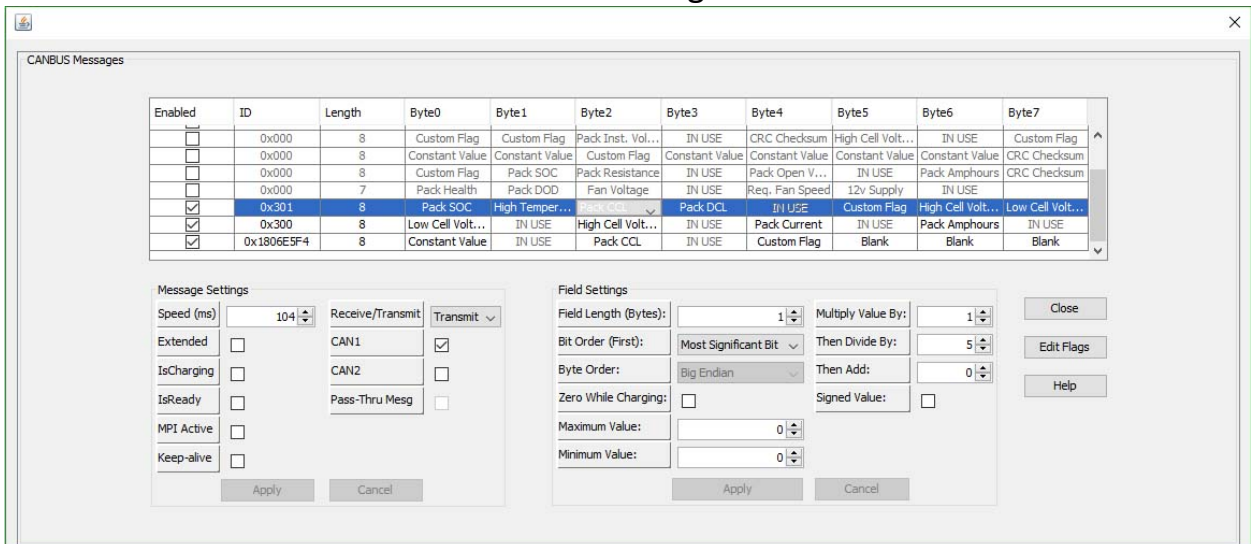 CANBUS Messages
Enabled ID Length Byte0 Byte1 Byte2 Byte3 Byte4 Byte5 Byte6 Byte7
0x000 8 Custom Flag Custom Flag Pack Inst. Vol... IN USE CRC Checksum High Cell Volt... IN USE Custom Flag
0x000 8 Constant Value Constant Value Custom Flag Constant Value Constant Value Constant Value Constant Value CRC Checksum
0x000 8 Custom Flag Pack SOC Pack Resistance IN USE Pack Open V... IN USE Pack Amphours CRC Checksum
0x000 7 Pack Health Pack DOD Fan Voltage IN USE Req. Fan Speed 12v Supply IN USE
0x301 8 Pack SOC High Temper... Pack CCL Pack DCL IN USE Custom Flag High Cell Volt... Low Cell Volt...
0x300 8 Low Cell Volt... IN USE High Cell Volt... IN USE Pack Current IN USE Pack Amphours IN USE
0x1806E5F4 8 Constant Value IN USE Pack CCL IN USE Custom Flag Blank Blank Blank
Message Settings
Speed (ms) 104 Receive/Transmit Transmit
Extended CAN1
IsCharging CAN2
IsReady Pass-Thru Mesg
MPI Active
Keep-alive
Apply Cancel
Field Settings
Field Length (Bytes): 1 Multiply Value By: 1
Bit Order (First): Most Significant Bit Then Divide By: 5
Byte Order: Big Endian Then Add: 0
Zero While Charging: Signed Value:
Maximum Value: 0
Minimum Value: 0
Apply Cancel
Close
Edit Flags
Help